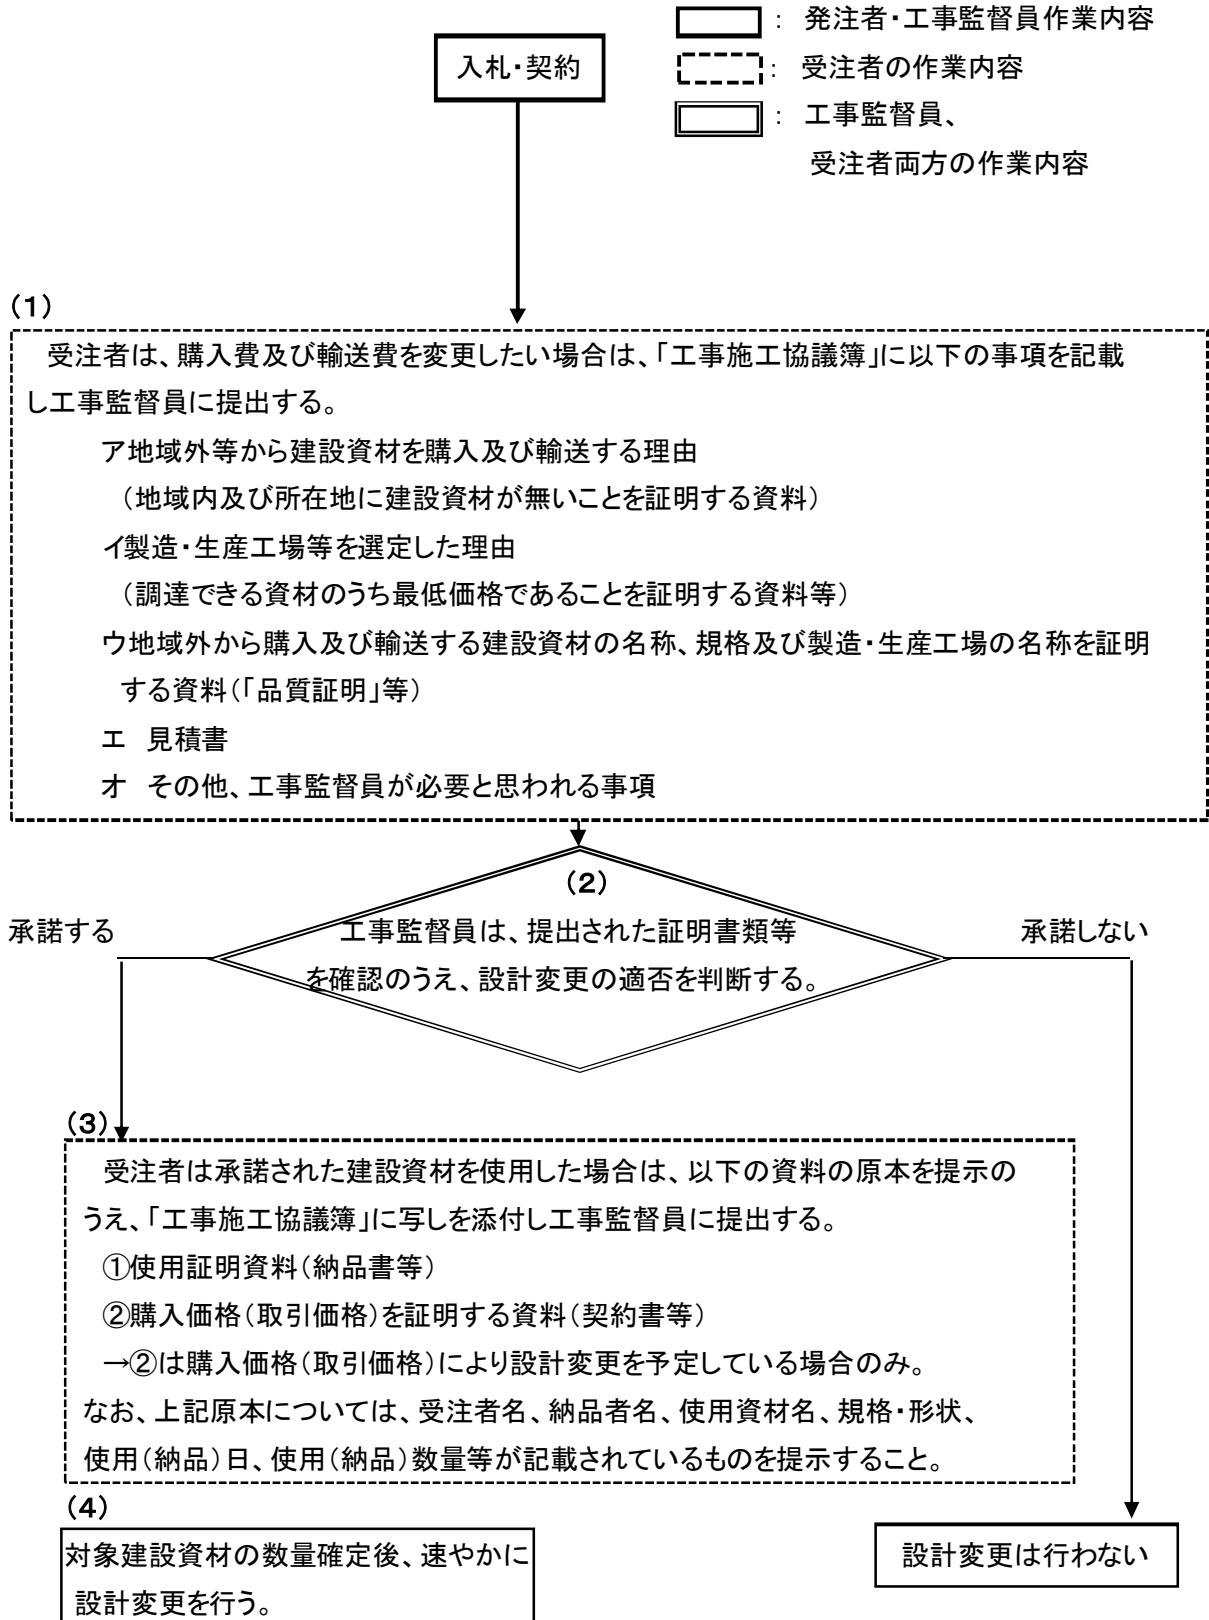 ： 発注者・工事監督員作業内容
入札・契約
： 受注者の作業内容
： 工事監督員、
受注者両方の作業内容
（1）
受注者は、購入費及び輸送費を変更したい場合は、「工事施工協議簿」に以下の事項を記載
し工事監督員に提出する。
ア地域外等から建設資材を購入及び輸送する理由
（地域内及び所在地に建設資材が無いことを証明する資料）
イ製造・生産工場等を選定した理由
（調達できる資材のうち最低価格であることを証明する資料等）
ウ地域外から購入及び輸送する建設資材の名称、規格及び製造・生産工場の名称を証明
する資料（「品質証明」等）
エ 見積書
オ その他、工事監督員が必要と思われる事項
（2）
承諾する
工事監督員は、提出された証明書類等
承諾しない
を確認のうえ、設計変更の適否を判断する。
（3）
受注者は承諾された建設資材を使用した場合は、以下の資料の原本を提示の
うえ、「工事施工協議簿」に写しを添付し工事監督員に提出する。
①使用証明資料（納品書等）
②購入価格（取引価格）を証明する資料（契約書等）
→②は購入価格（取引価格）により設計変更を予定している場合のみ。
なお、上記原本については、受注者名、納品者名、使用資材名、規格・形状、
使用（納品）日、使用（納品）数量等が記載されているものを提示すること。
（4）
対象建設資材の数量確定後、速やかに
設計変更を行う。
設計変更は行わない